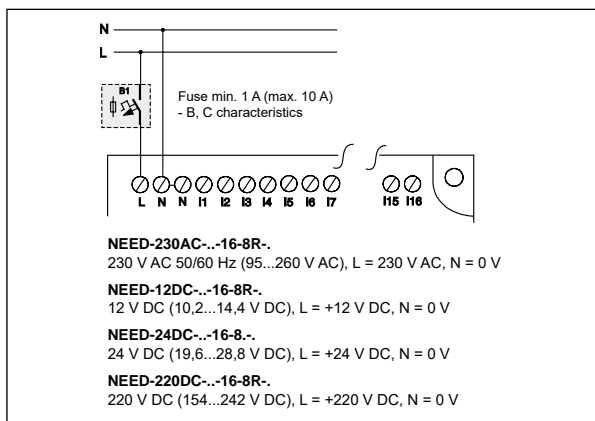 N
L
B1
Fuse min. 1 A (max. 10 A)
- B, C characteristics
L N N I1 I2 I3 I4 I5 I6 I7 I15 I16
NEED-230AC-..-16-8R-.
230 V AC 50/60 Hz (95...260 V AC), L = 230 V AC, N = 0 V
NEED-12DC-..-16-8R-.
12 V DC (10,2...14,4 V DC), L = +12 V DC, N = 0 V
NEED-24DC-..-16-8.-.
24 V DC (19,6...28,8 V DC), L = +24 V DC, N = 0 V
NEED-220DC-..-16-8R-.
220 V DC (154...242 V DC), L = +220 V DC, N = 0 V